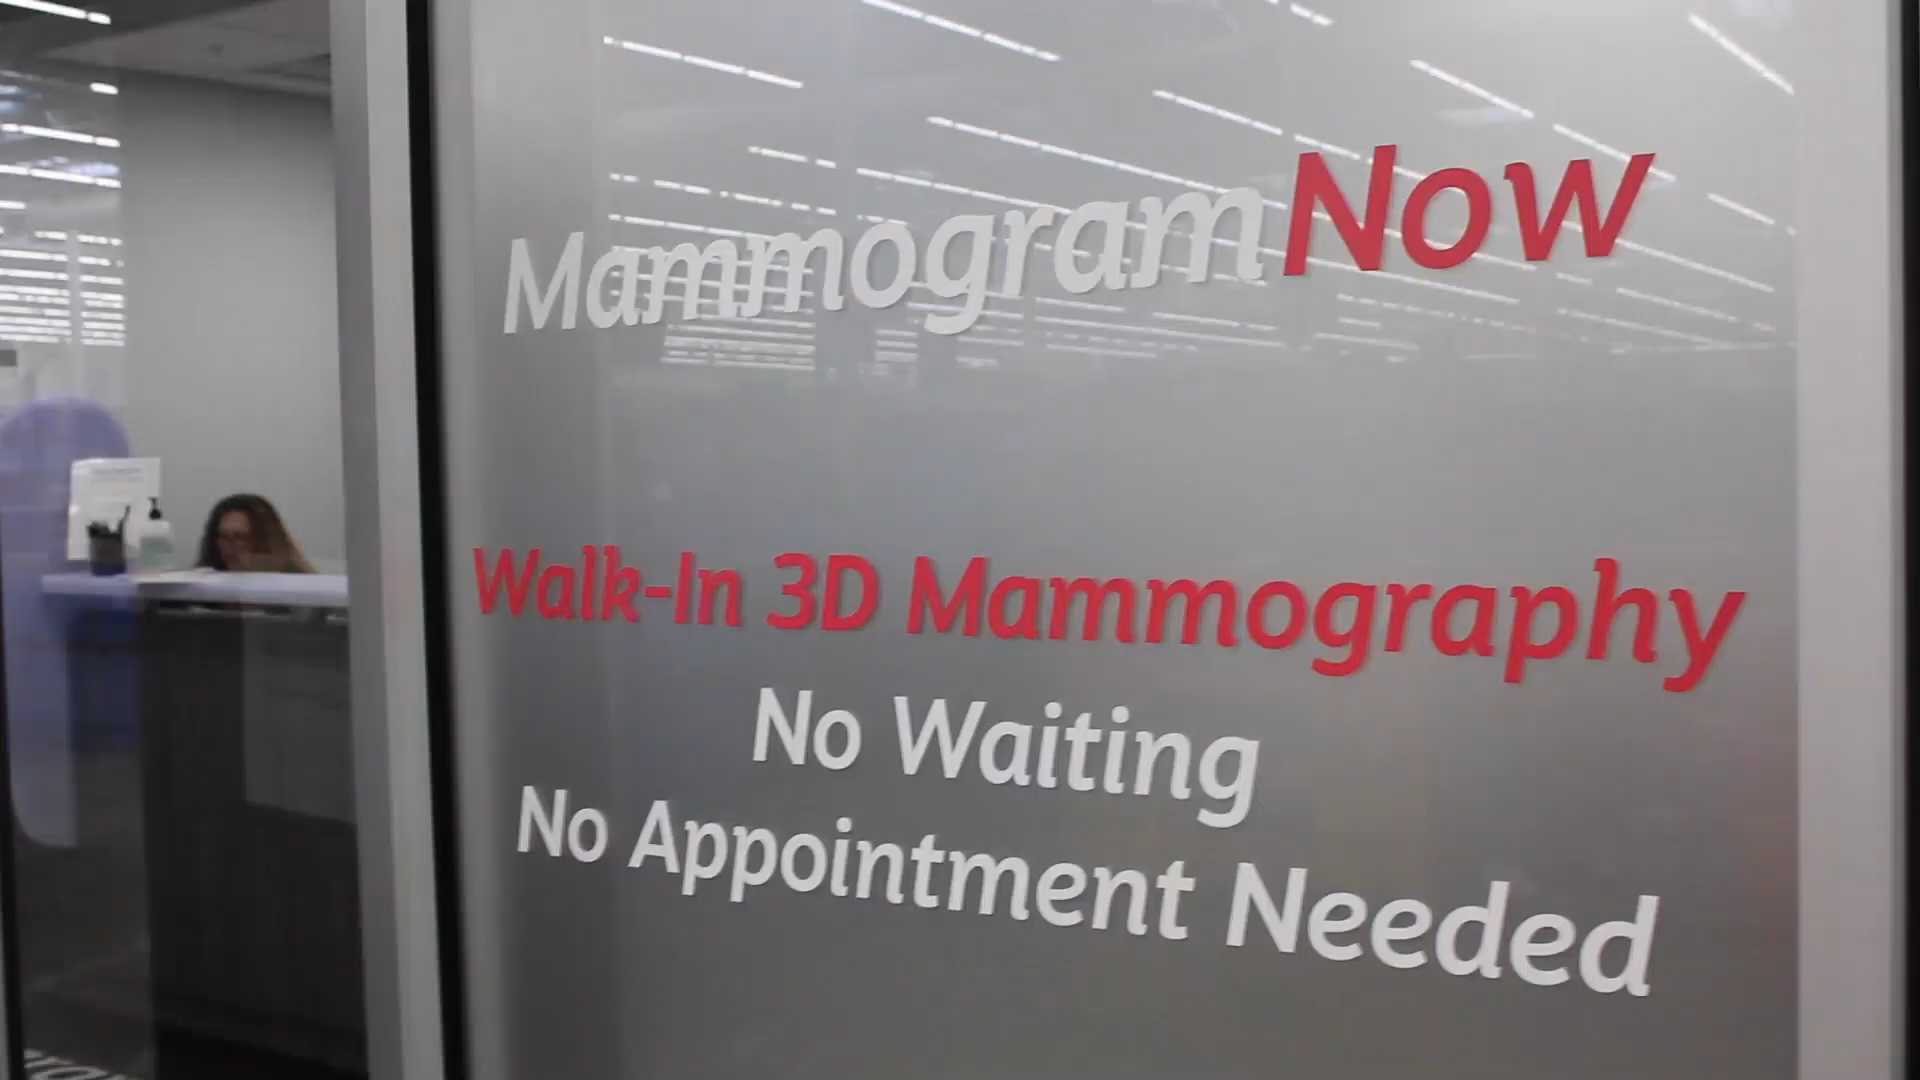 MammogramNow
Walk-In 3D Mammography
No Waiting
No Appointment Needed